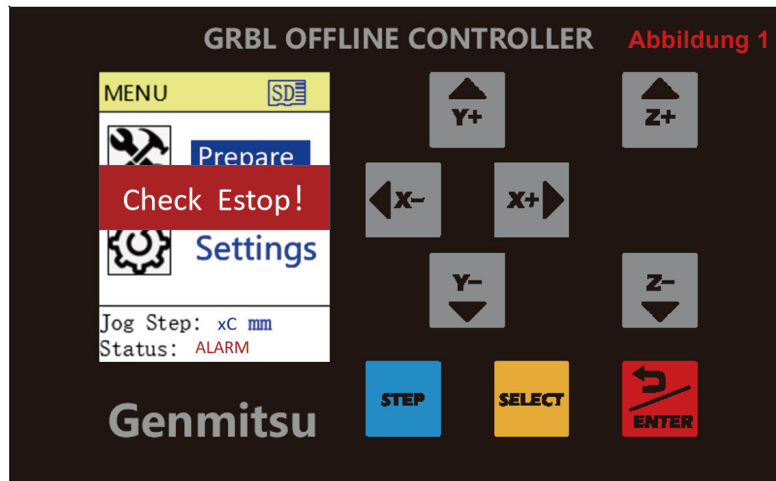 GRBL OFFLINE CONTROLLER
Abbildung 1
MENU
SD
Prepare
Check Estop!
Settings
Jog Step: xC mm
Status: ALARM
Y+
Z+
X-
X+
Y-
Z-
STEP
SELECT
ENTER
Genmitsu